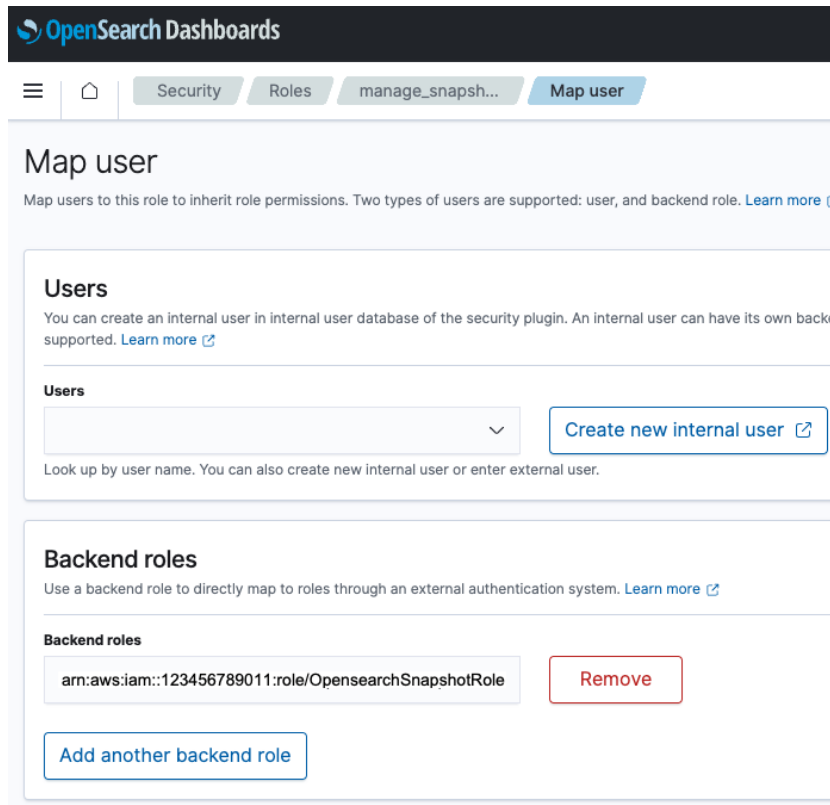 OpenSearch Dashboards
Security Roles manage_snapsh... Map user
Map user
Map users to this role to inherit role permissions. Two types of users are supported: user, and backend role. Learn more
Users
You can create an internal user in internal user database of the security plugin. An internal user can have its own
supported. Learn more
Users
Create new internal user
Look up by user name. You can also create new internal user or enter external user.
Backend roles
Use a backend role to directly map to roles through an external authentication system. Learn more
Backend roles
arn:aws:iam::123456789011:role/OpensearchSnapshotRole
Remove
Add another backend role